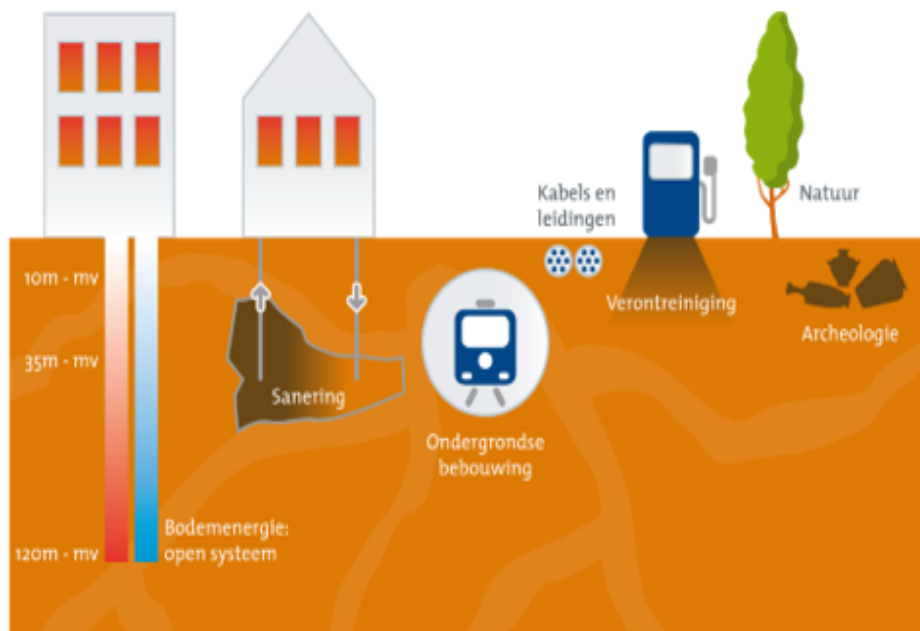 Kabels en
leidingen
Natuur
10m - mv
Verontreiniging
Archeologie
35m - mv
Sanering
Ondergrondse
bebouwing
Bodemenergie:
open systeem
120m - mv